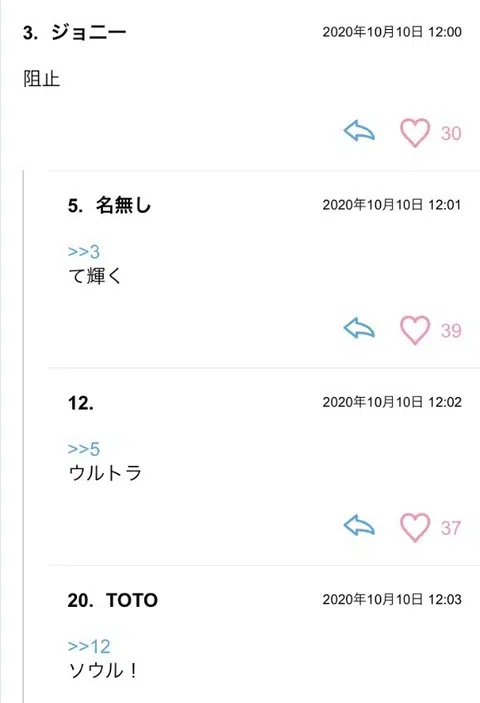 3. ジョニー 2020年10月10日 12:00
阻止
30
5. 名無し 2020年10月10日 12:01
>>3
て輝く
39
12. 2020年10月10日 12:02
>>5
ウルトラ
37
20. TOTO 2020年10月10日 12:03
>>12
ソウル！